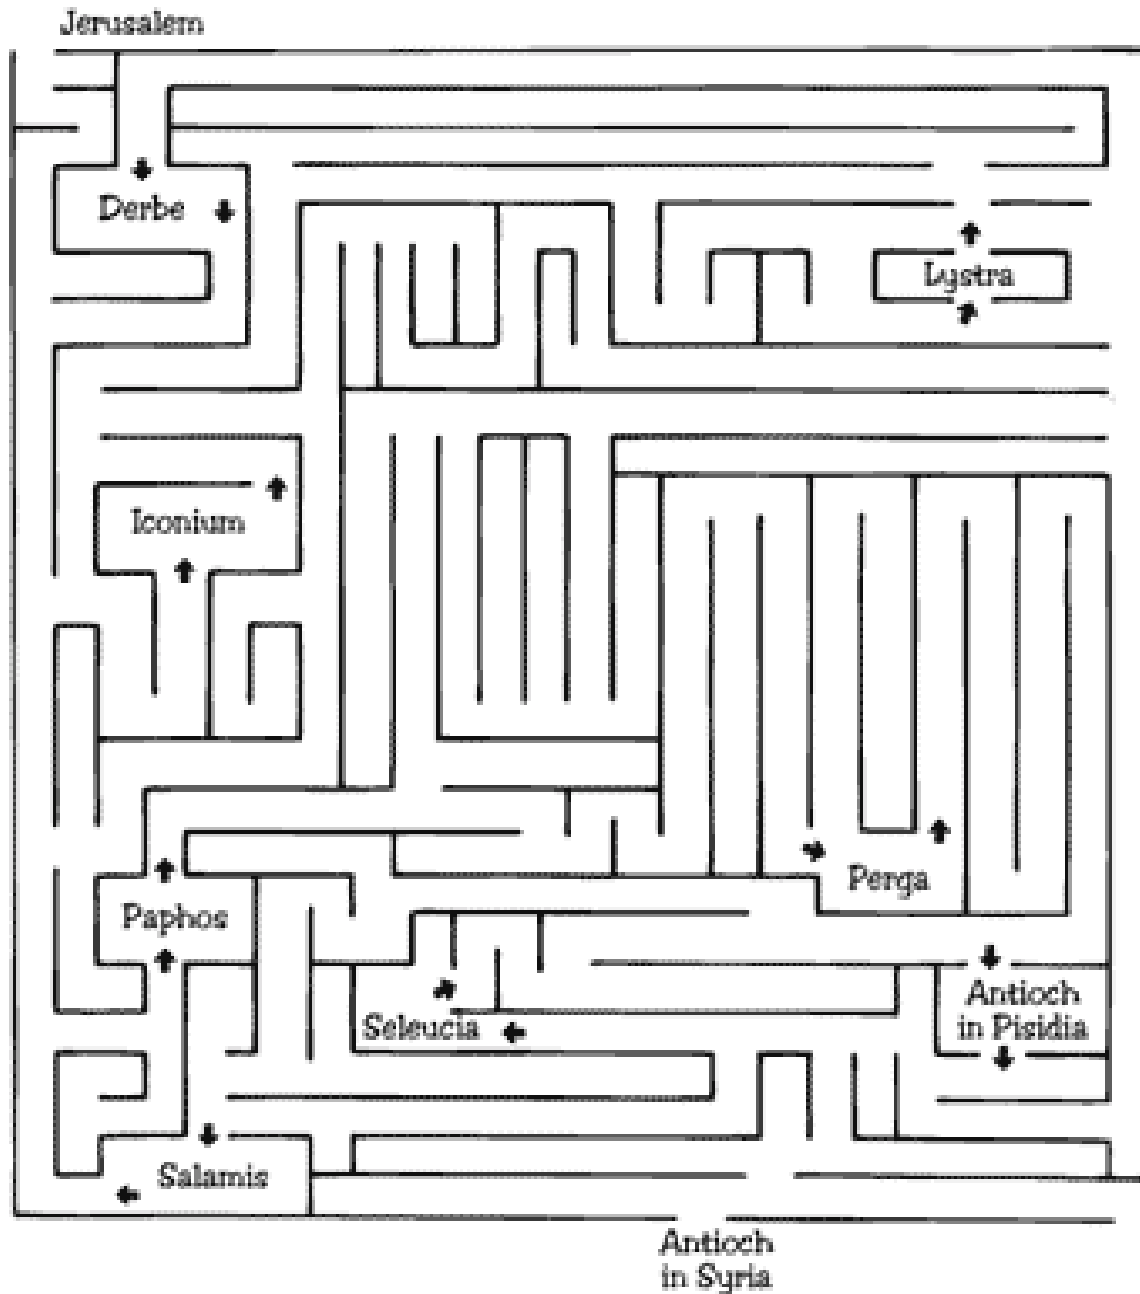 Jerusalem
Derbe
Lystra
Iconium
Perga
Paphos
Antioch
in Pisidia
Seleucia
Salamis
Antioch
in Syria